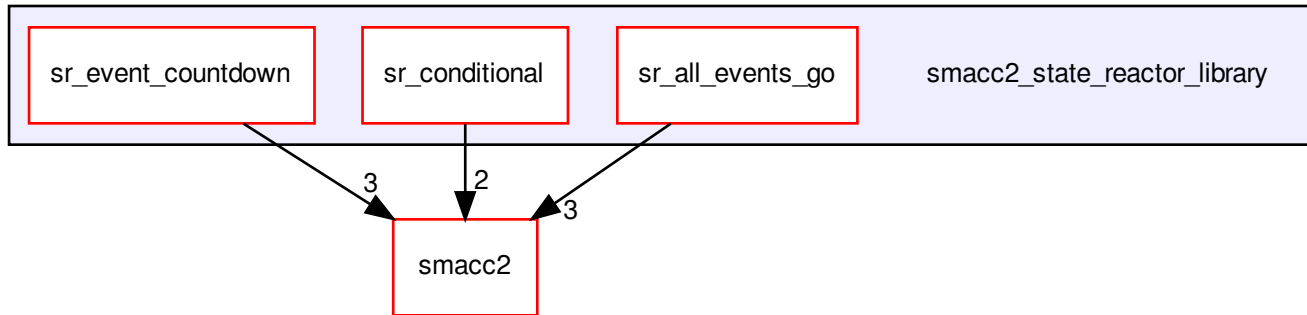 sr_event_countdown
sr_conditional
sr_all_events_go
smacc2_state_reactor_library
3
2
3
smacc2